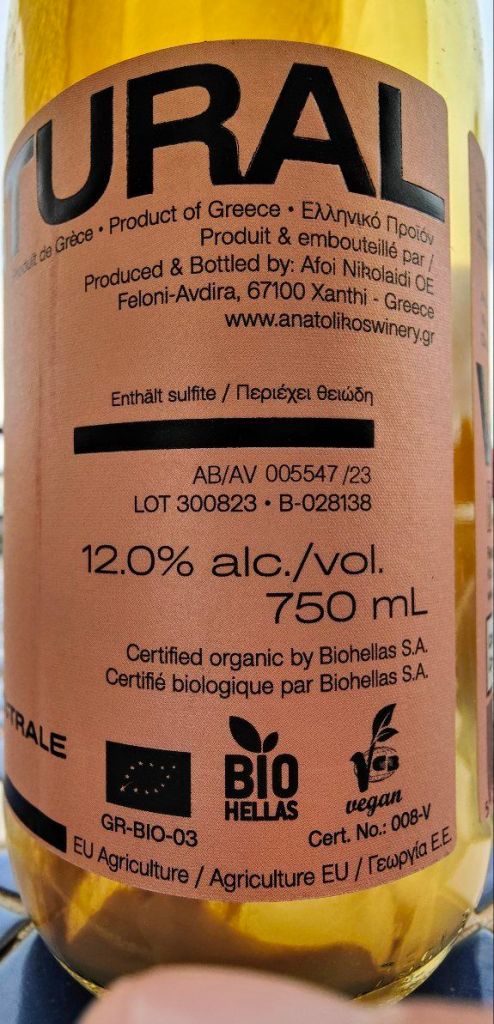 TURAL
Produit de Grèce • Product of Greece • Ελληνικό Προϊόν
Produit & embouteillé par /
Produced & Bottled by: Afoi Nikolaidi OE
Feloni-Avdira, 67100 Xanthi - Greece
www.anatolikoswinery.gr
Enthält sulfite / Περιέχει θειώδη
AB/AV 005547 /23
LOT 300823 • B-028138
12.0% alc./vol.
750 mL
Certified organic by Biohellas S.A.
Certifié biologique par Biohellas S.A.
TRALE
BIO
HELLAS
vegan
GR-BIO-03
Cert. No.: 008-V
EU Agriculture / Agriculture EU / Γεωργία Ε.Ε.